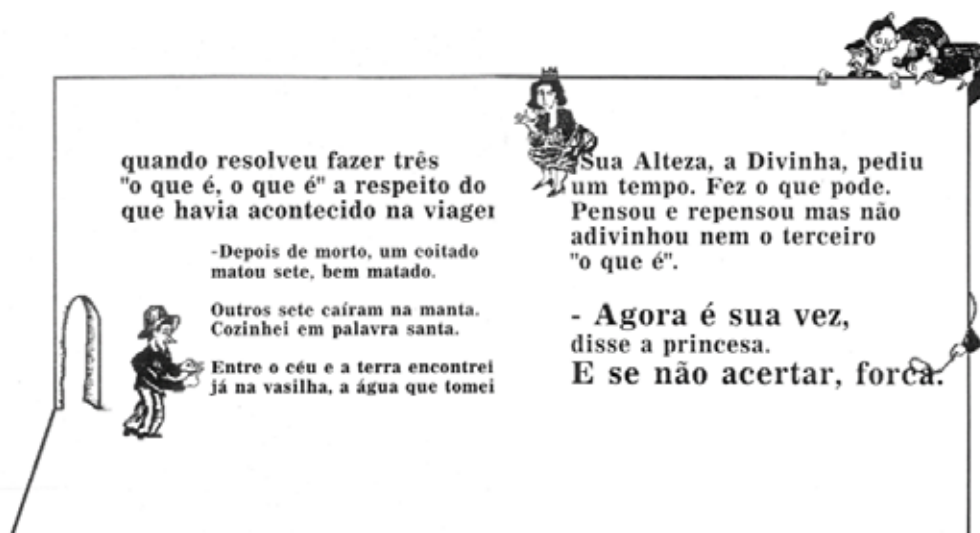 quando resolveu fazer três
"o que é, o que é" a respeito do
que havia acontecido na viager
-Depois de morto, um coitado
matou sete, bem matado.
Outros sete caíram na manta.
Cozinhei em palavra santa.
Entre o céu e a terra encontrei
já na vasilha, a água que tomei
Sua Alteza, a Divinha, pediu
um tempo. Fez o que pode.
Pensou e repensou mas não
adivinhou nem o terceiro
"o que é".
- Agora é sua vez,
disse a princesa.
E se não acertar, forca.